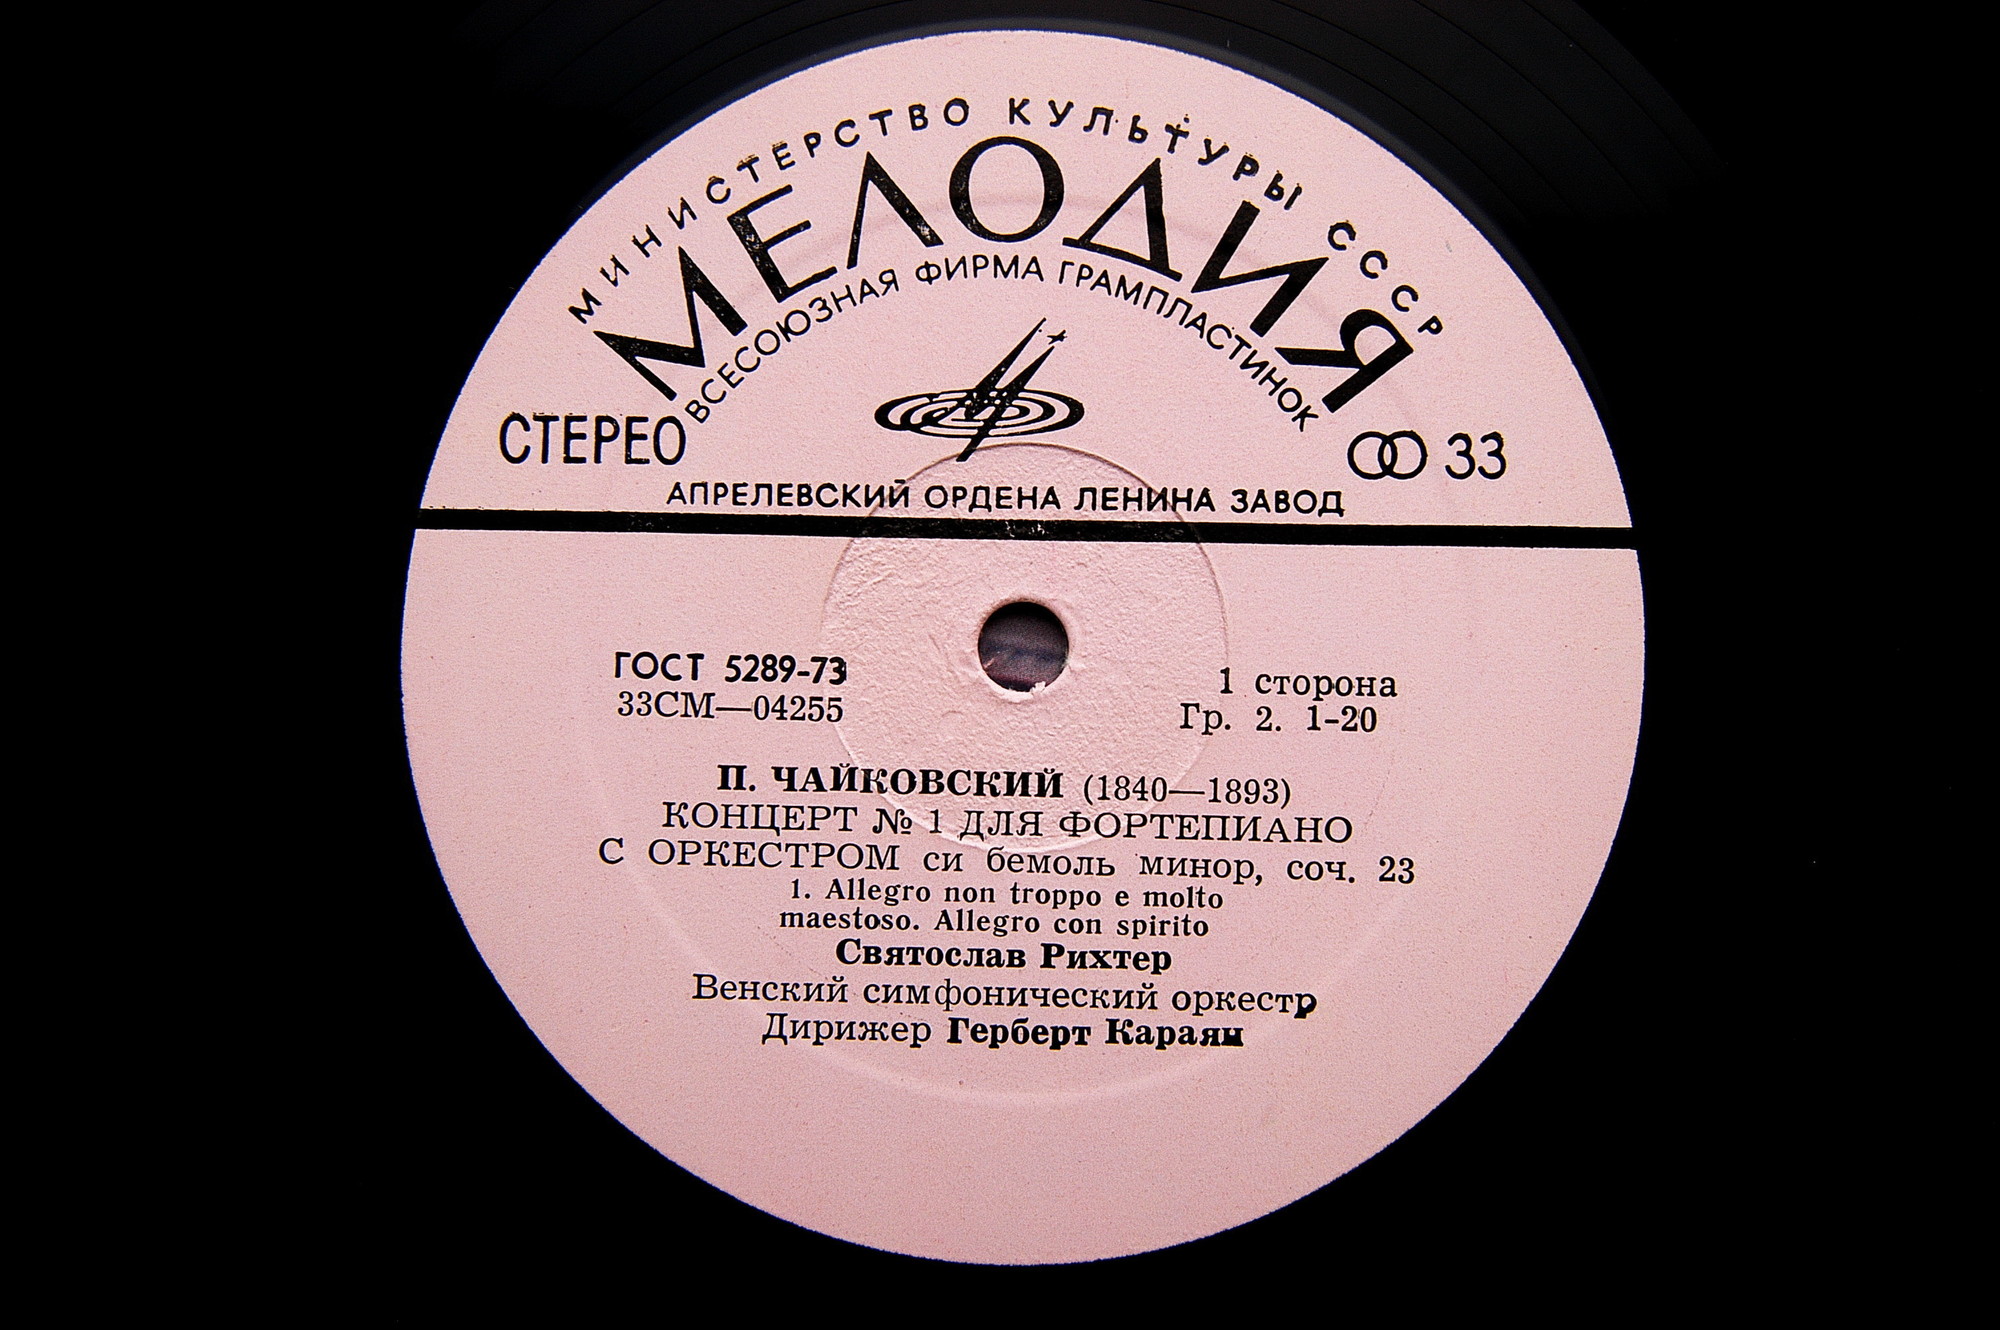 МИНИСТЕРСТВО КУЛЬТУРЫ СССР
МЕЛОДИЯ
ВСЕСОЮЗНАЯ ФИРМА ГРАМПЛАСТИНОК
СТЕРЕО
33
АПРЕЛЕВСКИЙ ОРДЕНА ЛЕНИНА ЗАВОД
ГОСТ 5289-73
33СМ—04255
1 сторона
Гр. 2. 1-20
П. ЧАЙКОВСКИЙ (1840—1893)
КОНЦЕРТ № 1 ДЛЯ ФОРТЕПИАНО
С ОРКЕСТРОМ си бемоль минор, соч. 23
1. Allegro non troppo e molto
maestoso. Allegro con spirito
Святослав Рихтер
Венский симфонический оркестр
Дирижер Герберт Караян